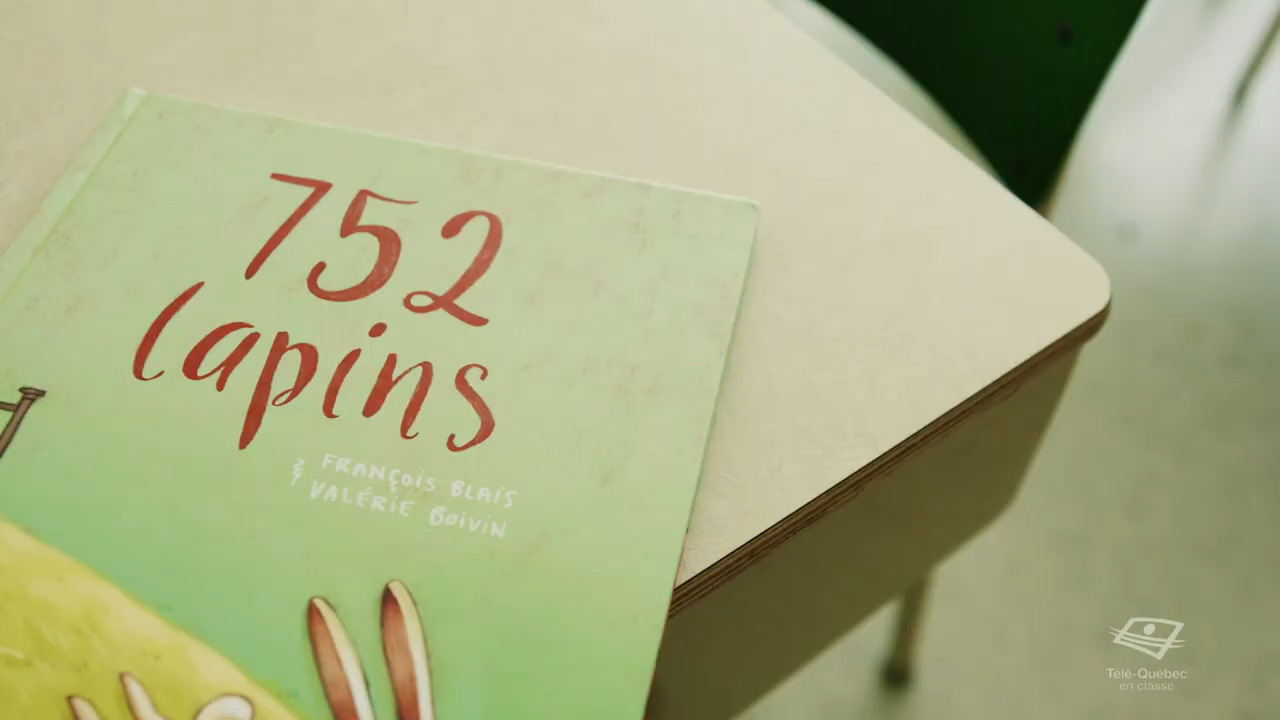 752
lapins
FRANÇOIS BLAIS
& VALÉRIE BOIVIN
Télé-Québec
en classe